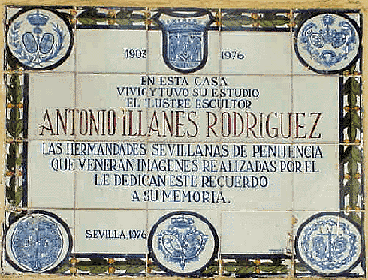 1903 1976
EN ESTA CASA
VIVIO Y TUVO SU ESTUDIO
EL ILUSTRE ESCULTOR
ANTONIO ILLANES RODRIGUEZ
LAS HERMANDADES SEVILLANAS DE PENITENCIA
QUE VENERAN IMAGENES REALIZADAS POR EL
LE DEDICAN ESTE RECUERDO
A SU MEMORIA.
SEVILLA, 1976